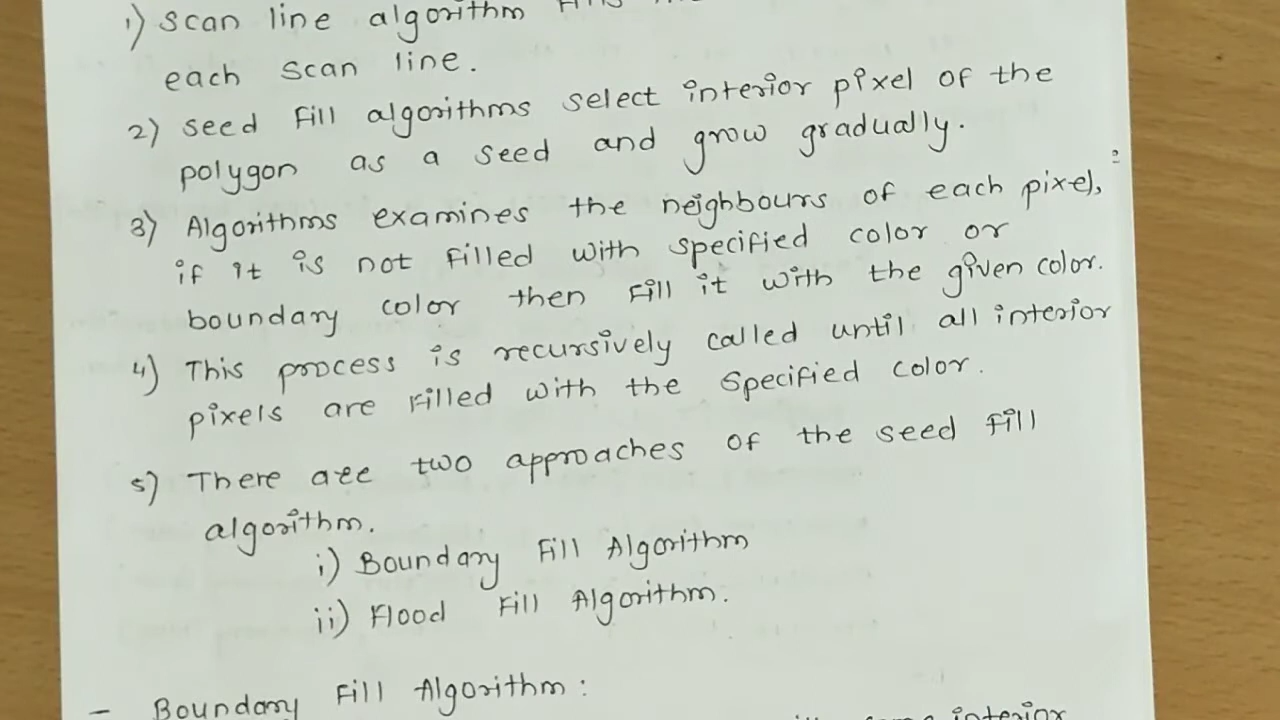 1) scan line algorithm
each scan line.
2) seed fill algorithms select interior pixel of the
polygon as a seed and grow gradually.
3) Algorithms examines the neighbours of each pixel,
if it is not filled with specified color or
boundary color then fill it with the given color.
4) This process is recursively called until all interior
pixels are filled with the specified color.
5) There are two approaches of the seed fill
algorithm.
i) Boundary Fill Algorithm
ii) Flood Fill Algorithm.
- Boundary Fill Algorithm:
interior